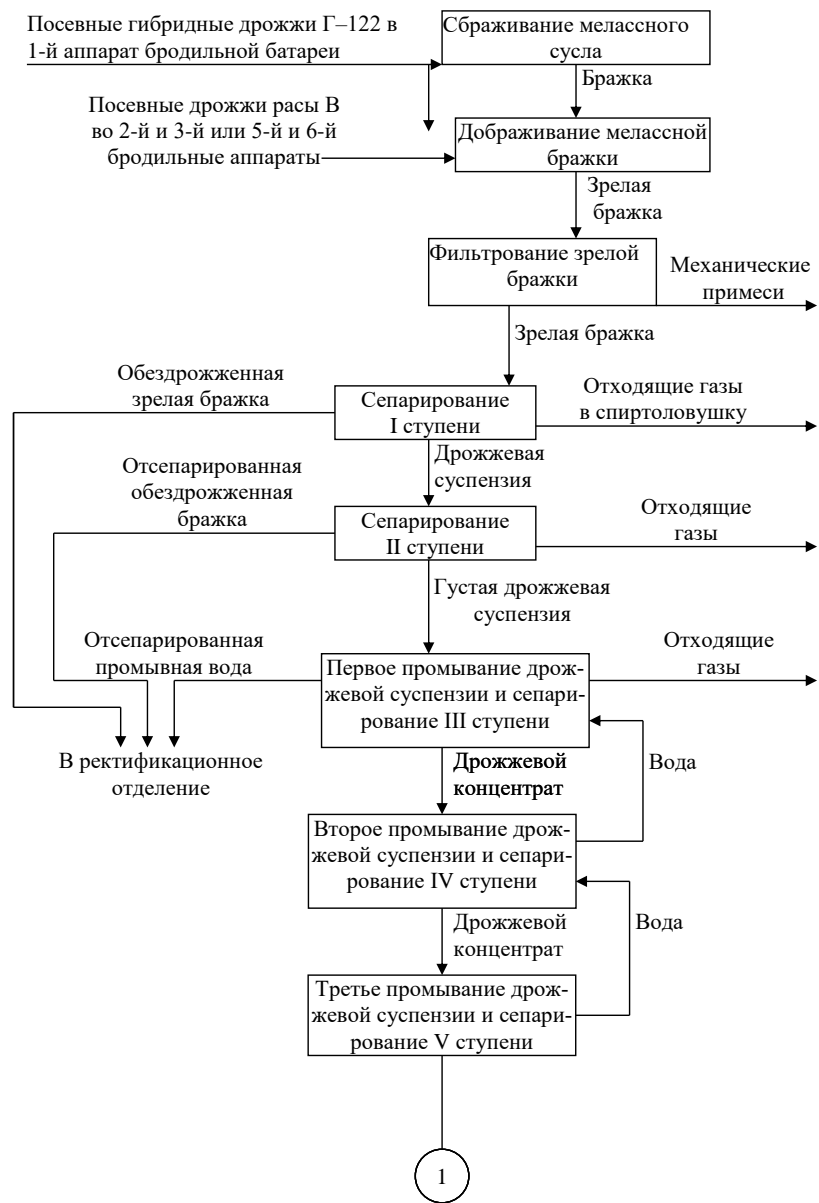 Посевные гибридные дрожжи Г–122 в
1-й аппарат бродильной батареи
Сбраживание мелассного
сусла
Бражка
Посевные дрожжи расы В
во 2-й и 3-й или 5-й и 6-й
бродильные аппараты
Дображивание мелассной
бражки
Зрелая
бражка
Фильтрование зрелой
бражки
Механические
примеси
Зрелая бражка
Обездрожженная
зрелая бражка
Сепарирование
I ступени
Отходящие газы
в спиртоловушку
Дрожжевая
суспензия
Отсепарированная
обездрожженная
бражка
Сепарирование
II ступени
Отходящие
газы
Густая дрожжевая
суспензия
Отсепарированная
промывная вода
Первое промывание дрож-
жевой суспензии и сепари-
рование III ступени
Отходящие
газы
В ректификационное
отделение
Дрожжевой
концентрат
Вода
Второе промывание дрож-
жевой суспензии и сепари-
рование IV ступени
Дрожжевой
концентрат
Вода
Третье промывание дрож-
жевой суспензии и сепари-
рование V ступени
1